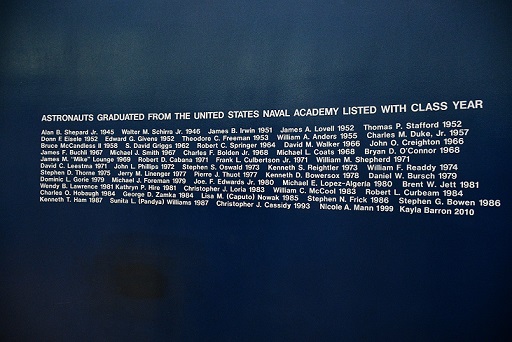 ASTRONAUTS GRADUATED FROM THE UNITED STATES NAVAL ACADEMY LISTED WITH CLASS YEAR
Alan B. Shepard Jr. 1945 Walter M. Schirra Jr. 1946 James B. Irwin 1951 James A. Lovell 1952 Thomas P. Stafford 1952
Donn F. Eisele 1952 Edward G. Givens 1952 Theodore C. Freeman 1953 William A. Anders 1955 Charles M. Duke, Jr. 1957
Bruce McCandless II 1958 S. David Griggs 1962 Robert C. Springer 1964 David M. Walker 1966 John O. Creighton 1966
James F. Buchli 1967 Michael J. Smith 1967 Charles F. Bolden Jr. 1968 Michael L. Coats 1968 Bryan D. O'Connor 1968
James M. "Mike" Lounge 1969 Robert D. Cabana 1971 Frank L. Culbertson Jr. 1971 William M. Shepherd 1971
David C. Leestma 1971 John L. Phillips 1972 Stephen S. Oswald 1973 Kenneth S. Reightler 1973 William F. Readdy 1974
Stephen D. Thorne 1975 Jerry M. Linenger 1977 Pierre J. Thuot 1977 Kenneth D. Bowersox 1978 Daniel W. Bursch 1979
Dominic L. Gorie 1979 Michael J. Foreman 1979 Joe. F. Edwards Jr. 1980 Michael E. Lopez-Algeria 1980 Brent W. Jett 1981
Wendy B. Lawrence 1981 Kathryn P. Hire 1981 Christopher J. Loria 1983 William C. McCool 1983 Robert L. Curbeam 1984
Charles O. Hobaugh 1984 George D. Zamka 1984 Lisa M. (Caputo) Nowak 1985 Stephen N. Frick 1986 Stephen G. Bowen 1986
Kenneth T. Ham 1987 Sunita L. (Pandya) Williams 1987 Christopher J. Cassidy 1993 Nicole A. Mann 1999 Kayla Barron 2010